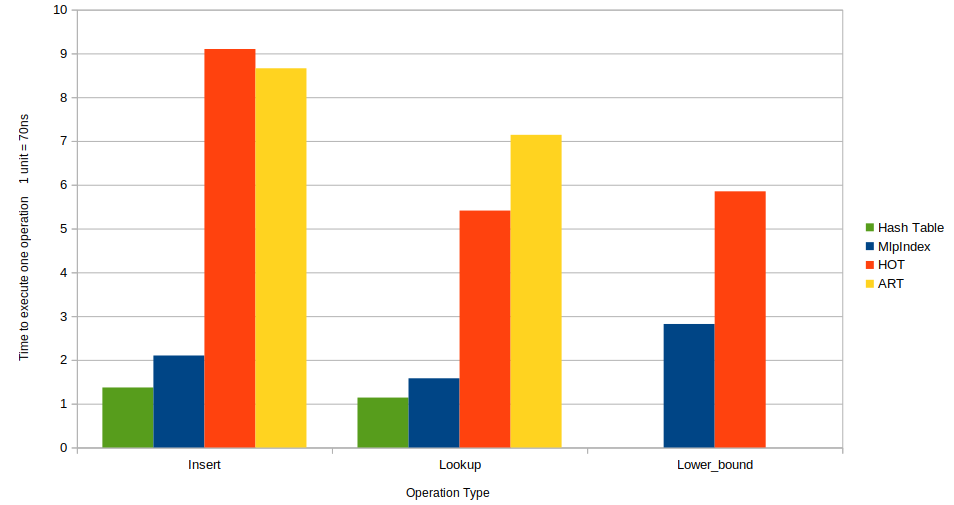 10
9
8
7
6
5
4
3
2
1
0
Time to execute one operation 1 unit = 70ns
Insert
Lookup
Lower_bound
Operation Type
Hash Table
MlpIndex
HOT
ART